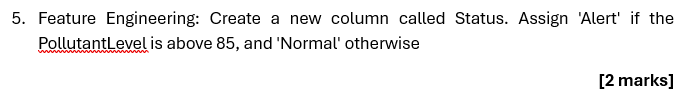 5. Feature Engineering: Create a new column called Status. Assign 'Alert' if the
PollutantLevel is above 85, and 'Normal' otherwise
[2 marks]